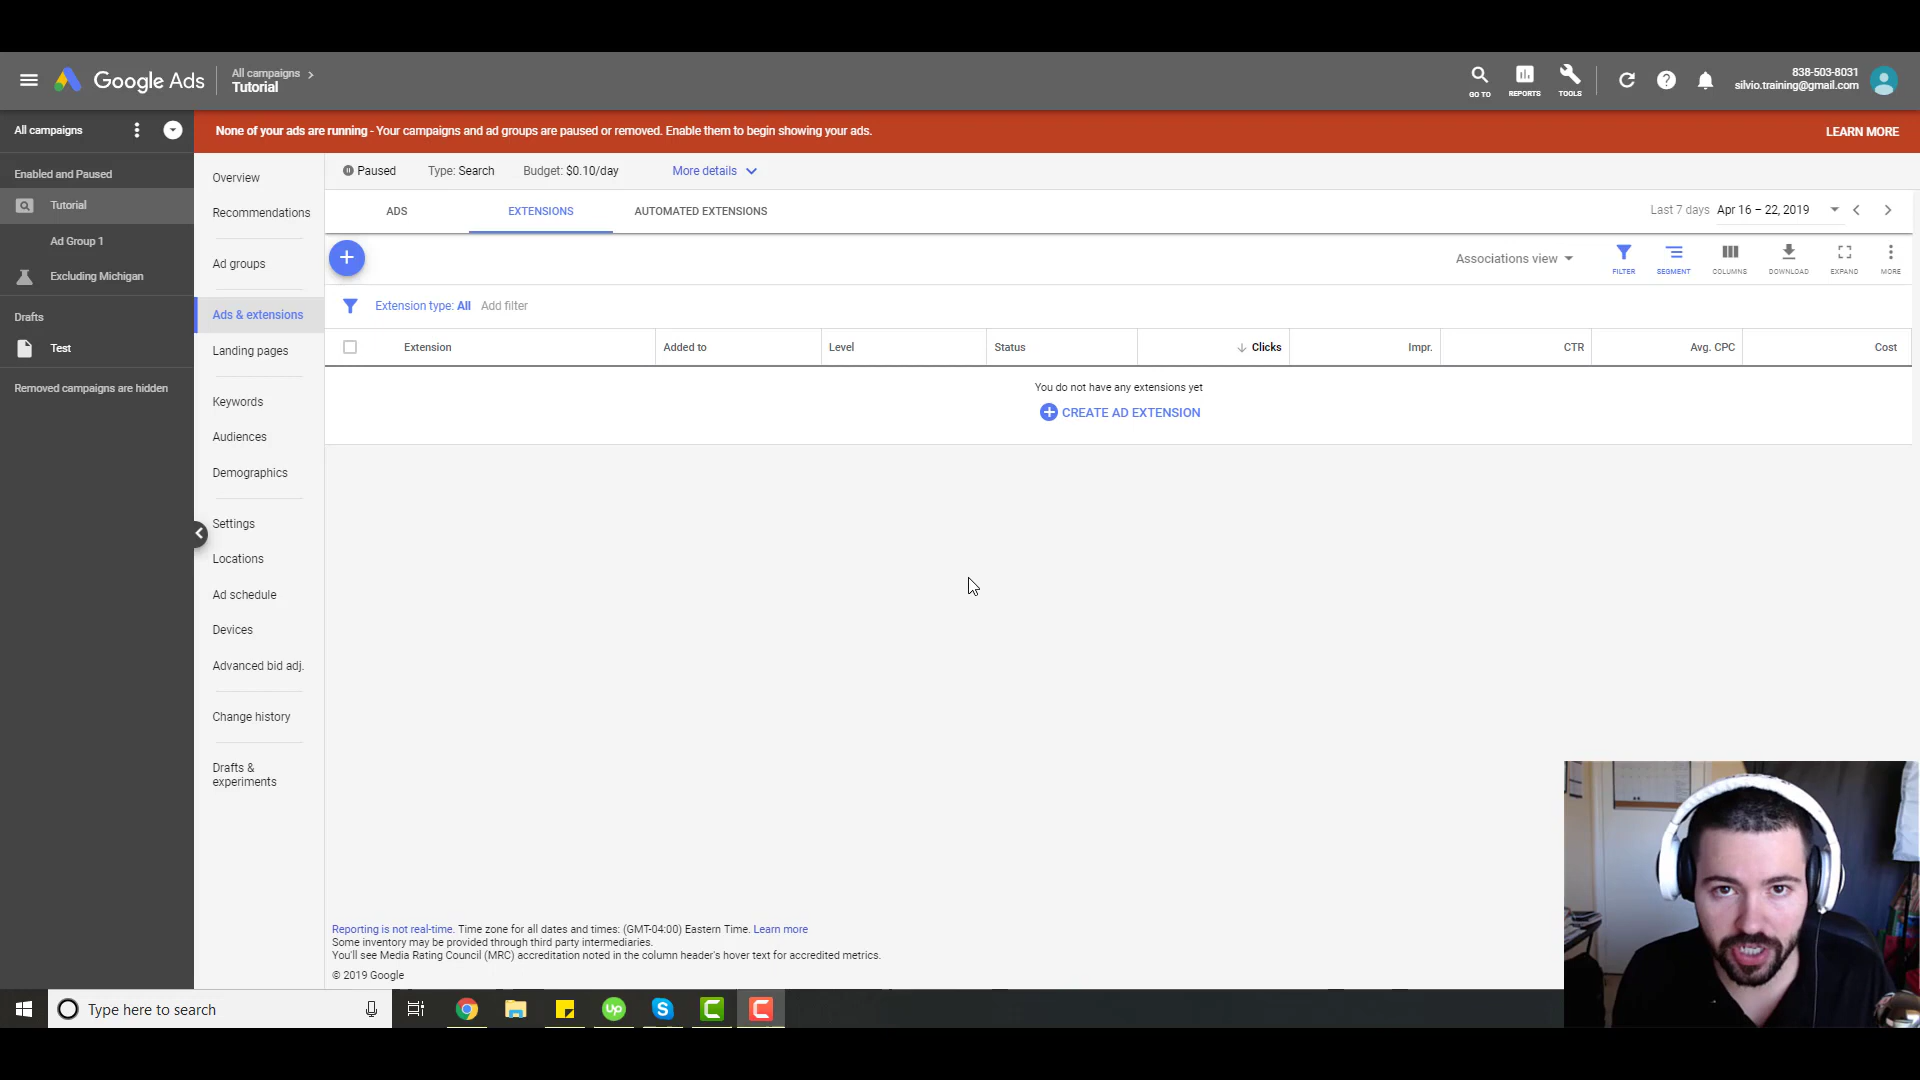 Google Ads
All campaigns >
Tutorial
GO TO
REPORTS
TOOLS
838-503-8031
silvio.training@gmail.com
All campaigns
None of your ads are running - Your campaigns and ad groups are paused or removed. Enable them to begin showing your ads.
LEARN MORE
Enabled and Paused
Tutorial
Ad Group 1
Excluding Michigan
Drafts
Test
Removed campaigns are hidden
Overview
Recommendations
Ad groups
Ads & extensions
Landing pages
Keywords
Audiences
Demographics
Settings
Locations
Ad schedule
Devices
Advanced bid adj.
Change history
Drafts &
experiments
Paused
Type: Search
Budget: $0.10/day
More details
ADS
EXTENSIONS
AUTOMATED EXTENSIONS
Last 7 days Apr 16 – 22, 2019
Associations view
FILTER
SEGMENT
COLUMNS
DOWNLOAD
EXPAND
MORE
Extension type: All Add filter
Extension
Added to
Level
Status
Clicks
Impr.
CTR
Avg. CPC
Cost
You do not have any extensions yet
CREATE AD EXTENSION
Reporting is not real-time. Time zone for all dates and times: (GMT-04:00) Eastern Time. Learn more
Some inventory may be provided through third party intermediaries.
You'll see Media Rating Council (MRC) accreditation noted in the column header's hover text for accredited metrics.
© 2019 Google
Type here to search
Up